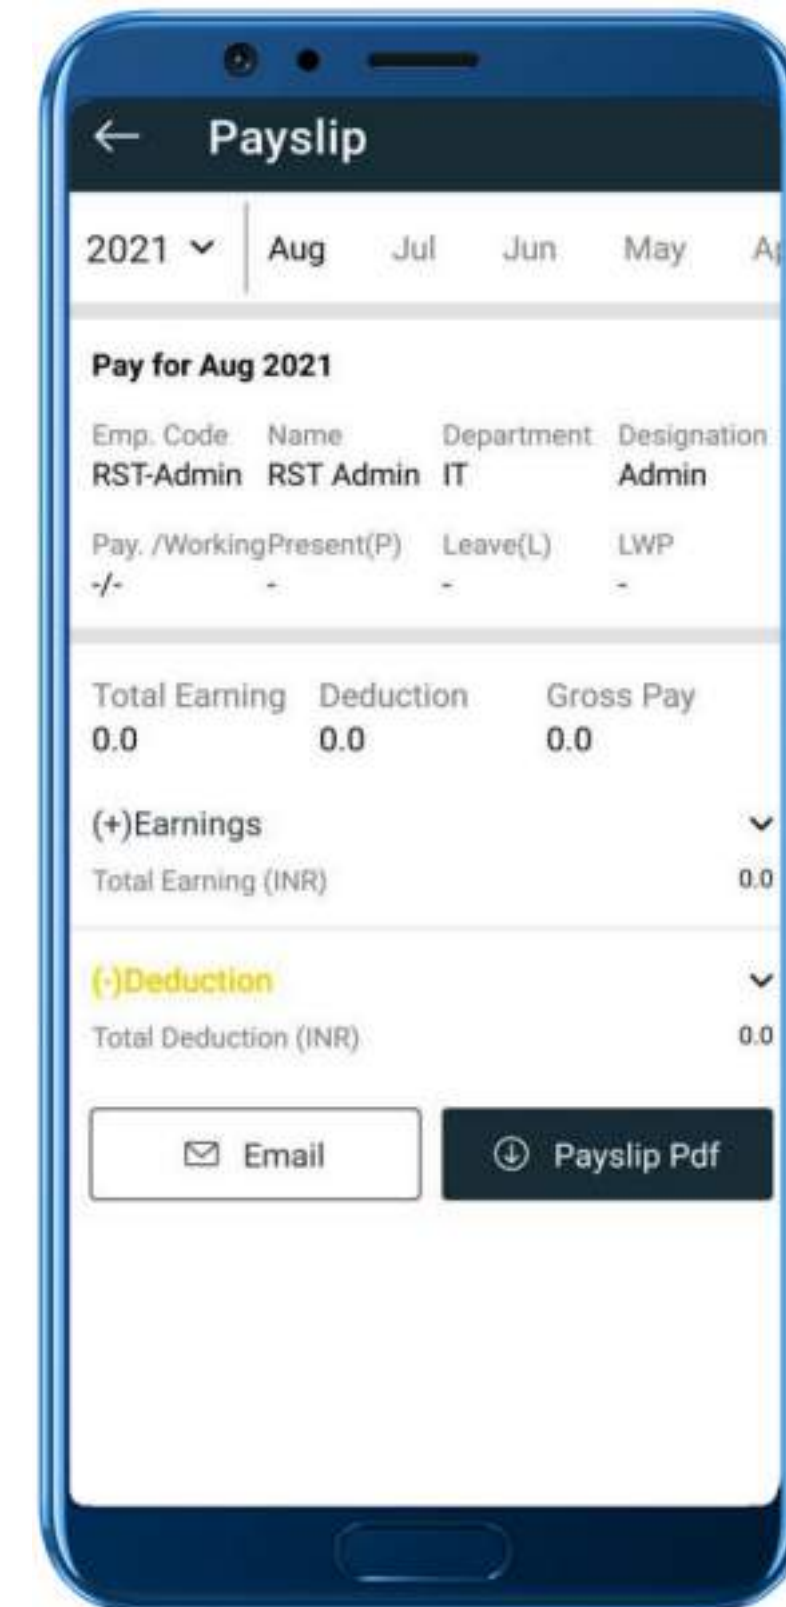 Payslip
2021 Aug Jul Jun May
Pay for Aug 2021
Emp. Code Name Department Designation
RST-Admin RST Admin IT Admin
Pay. /Working Present(P) Leave(L) LWP
-/- - - -
Total Earning Deduction Gross Pay
0.0 0.0 0.0
(+)Earnings
Total Earning (INR) 0.0
(-)Deduction
Total Deduction (INR) 0.0
Email Payslip Pdf